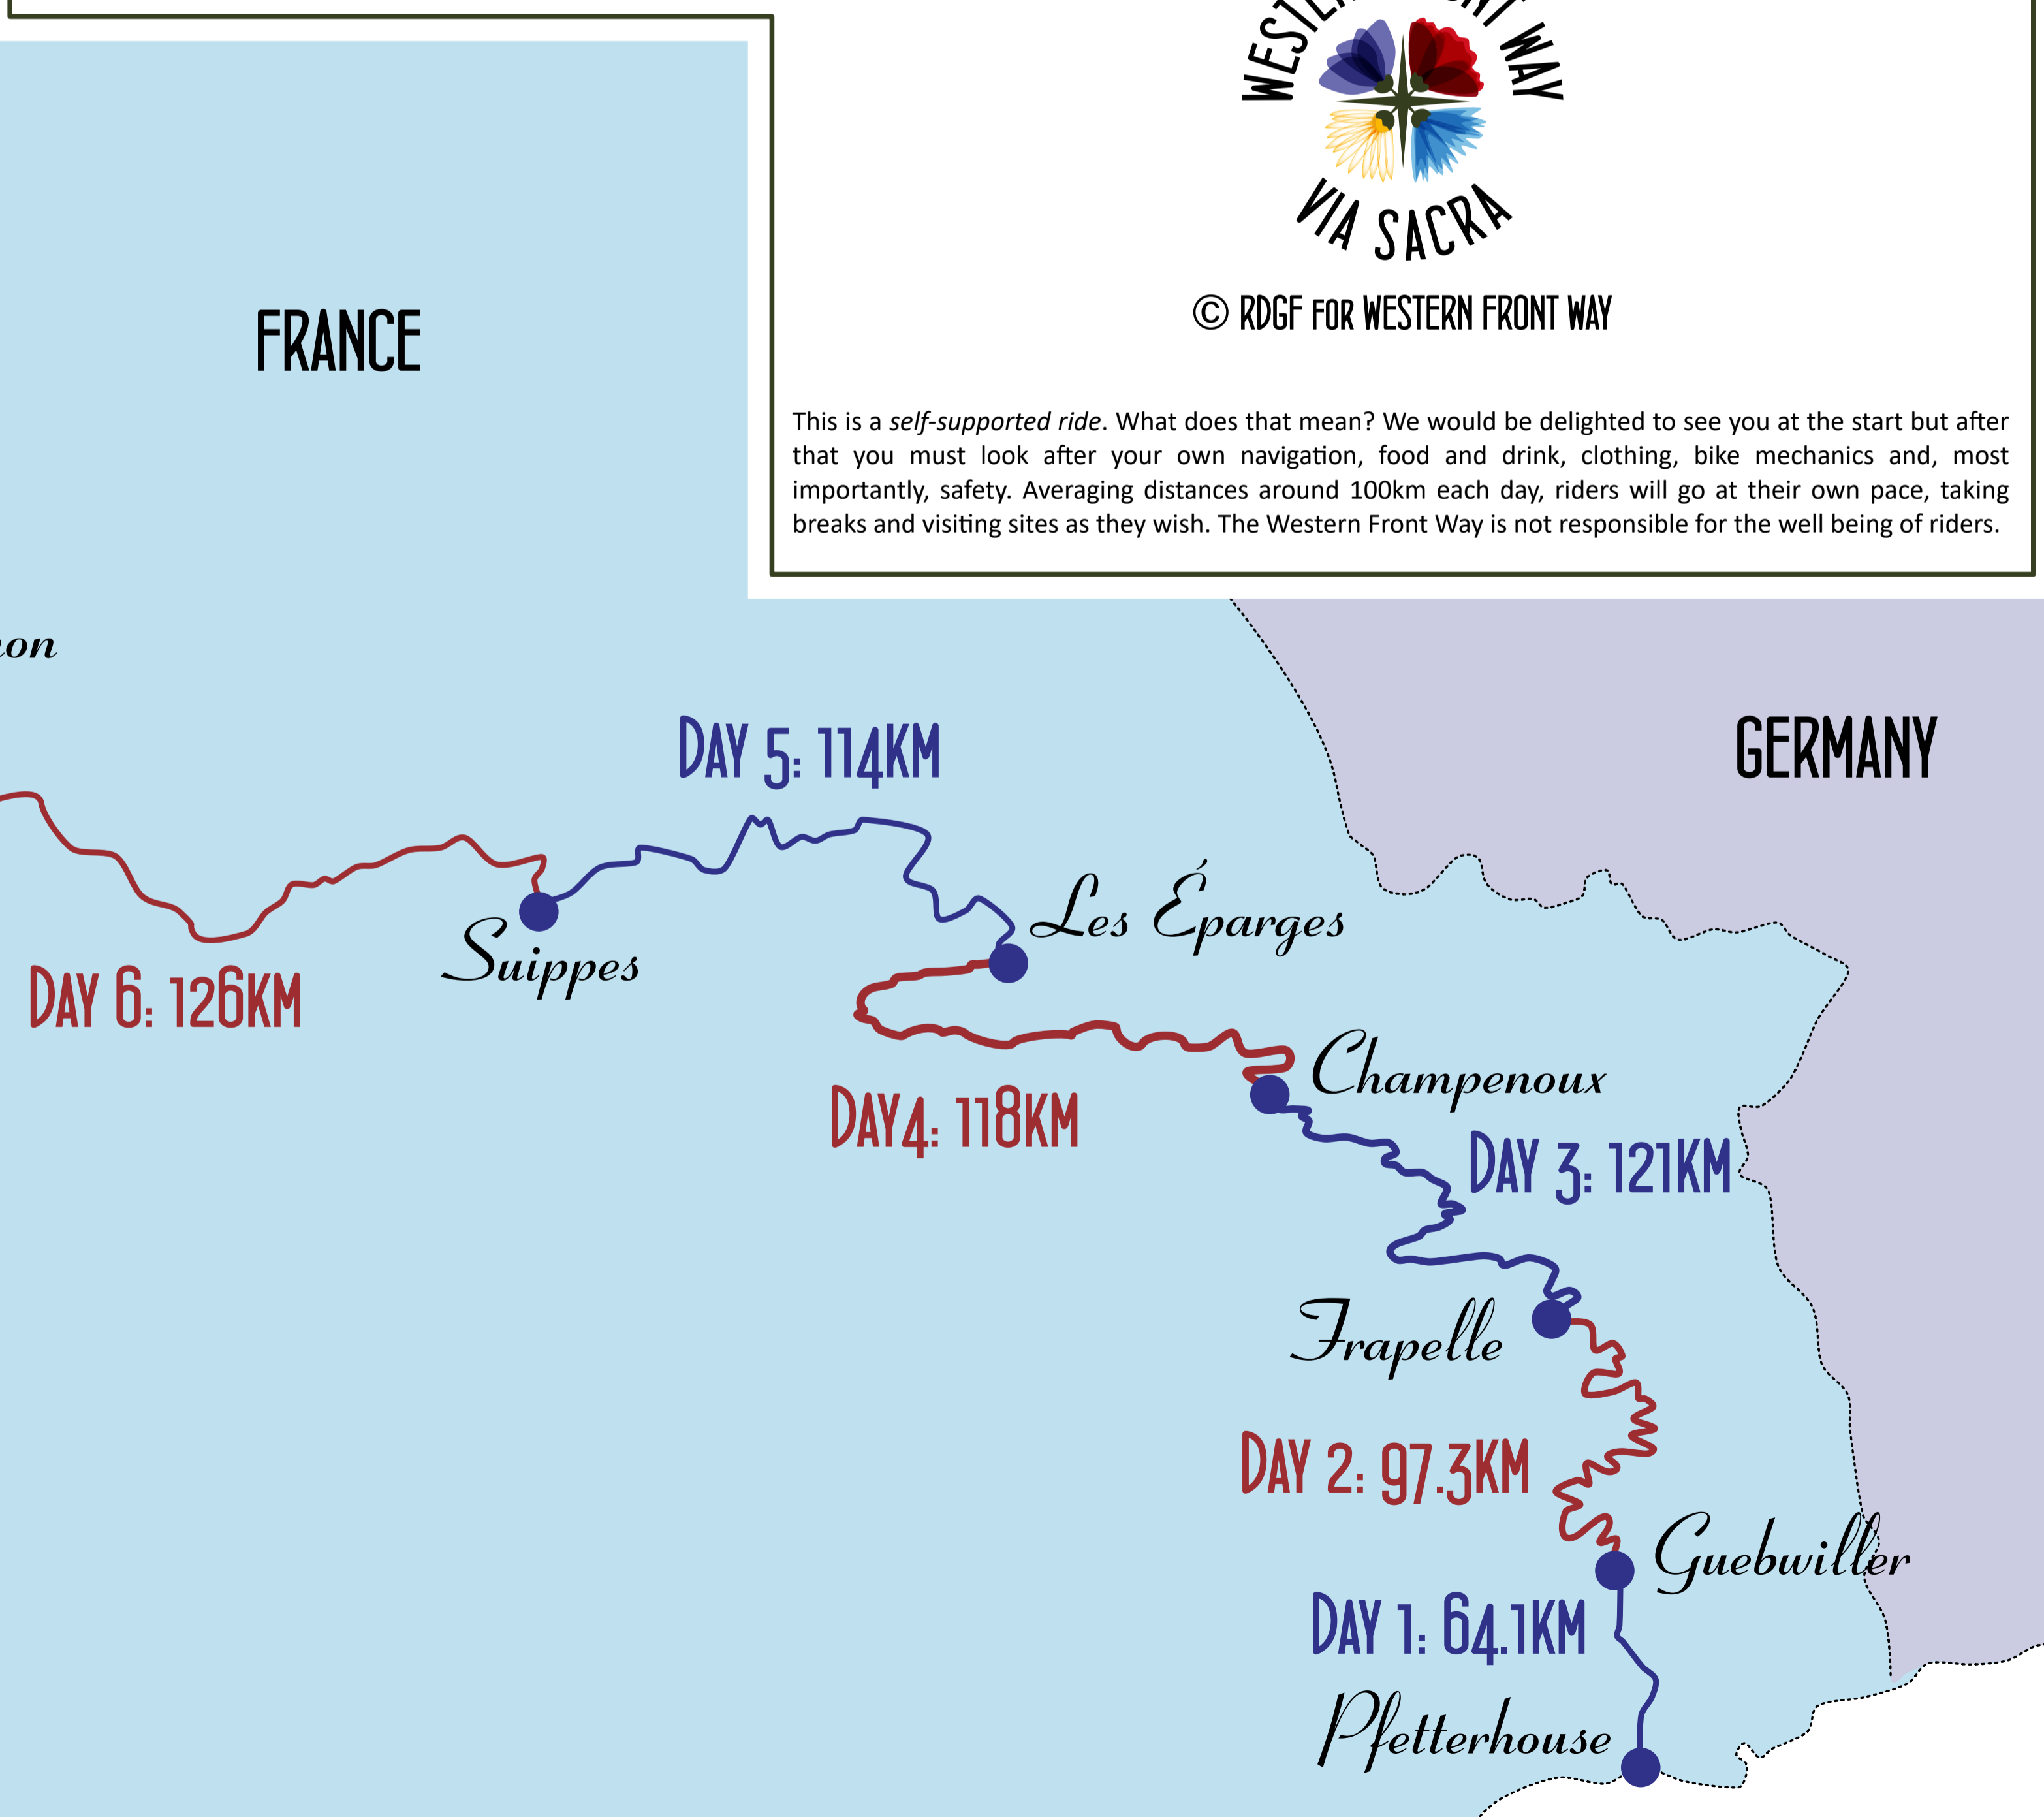 WAY
VIA SACRA
© RDGF FOR WESTERN FRONT WAY
This is a self-supported ride. What does that mean? We would be delighted to see you at the start but after
that you must look after your own navigation, food and drink, clothing, bike mechanics and, most
importantly, safety. Averaging distances around 100km each day, riders will go at their own pace, taking
breaks and visiting sites as they wish. The Western Front Way is not responsible for the well being of riders.
FRANCE
GERMANY
DAY 5: 114KM
Les Éparges
Suippes
DAY 6: 126KM
Champenoux
DAY4: 118KM
DAY 3: 121KM
Frapelle
DAY 2: 97.3KM
Guebwiller
DAY 1: 64.1KM
Pfetterhouse